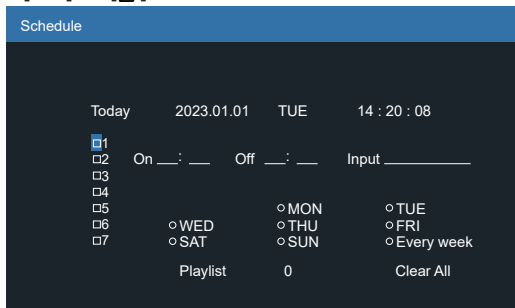 Schedule
Today 2023.01.01 TUE 14 : 20 : 08
1
2 On __: __ Off __: __ Input __________
3
4
5 MON TUE
6 WED THU FRI
7 SAT SUN Every week
Playlist 0 Clear All